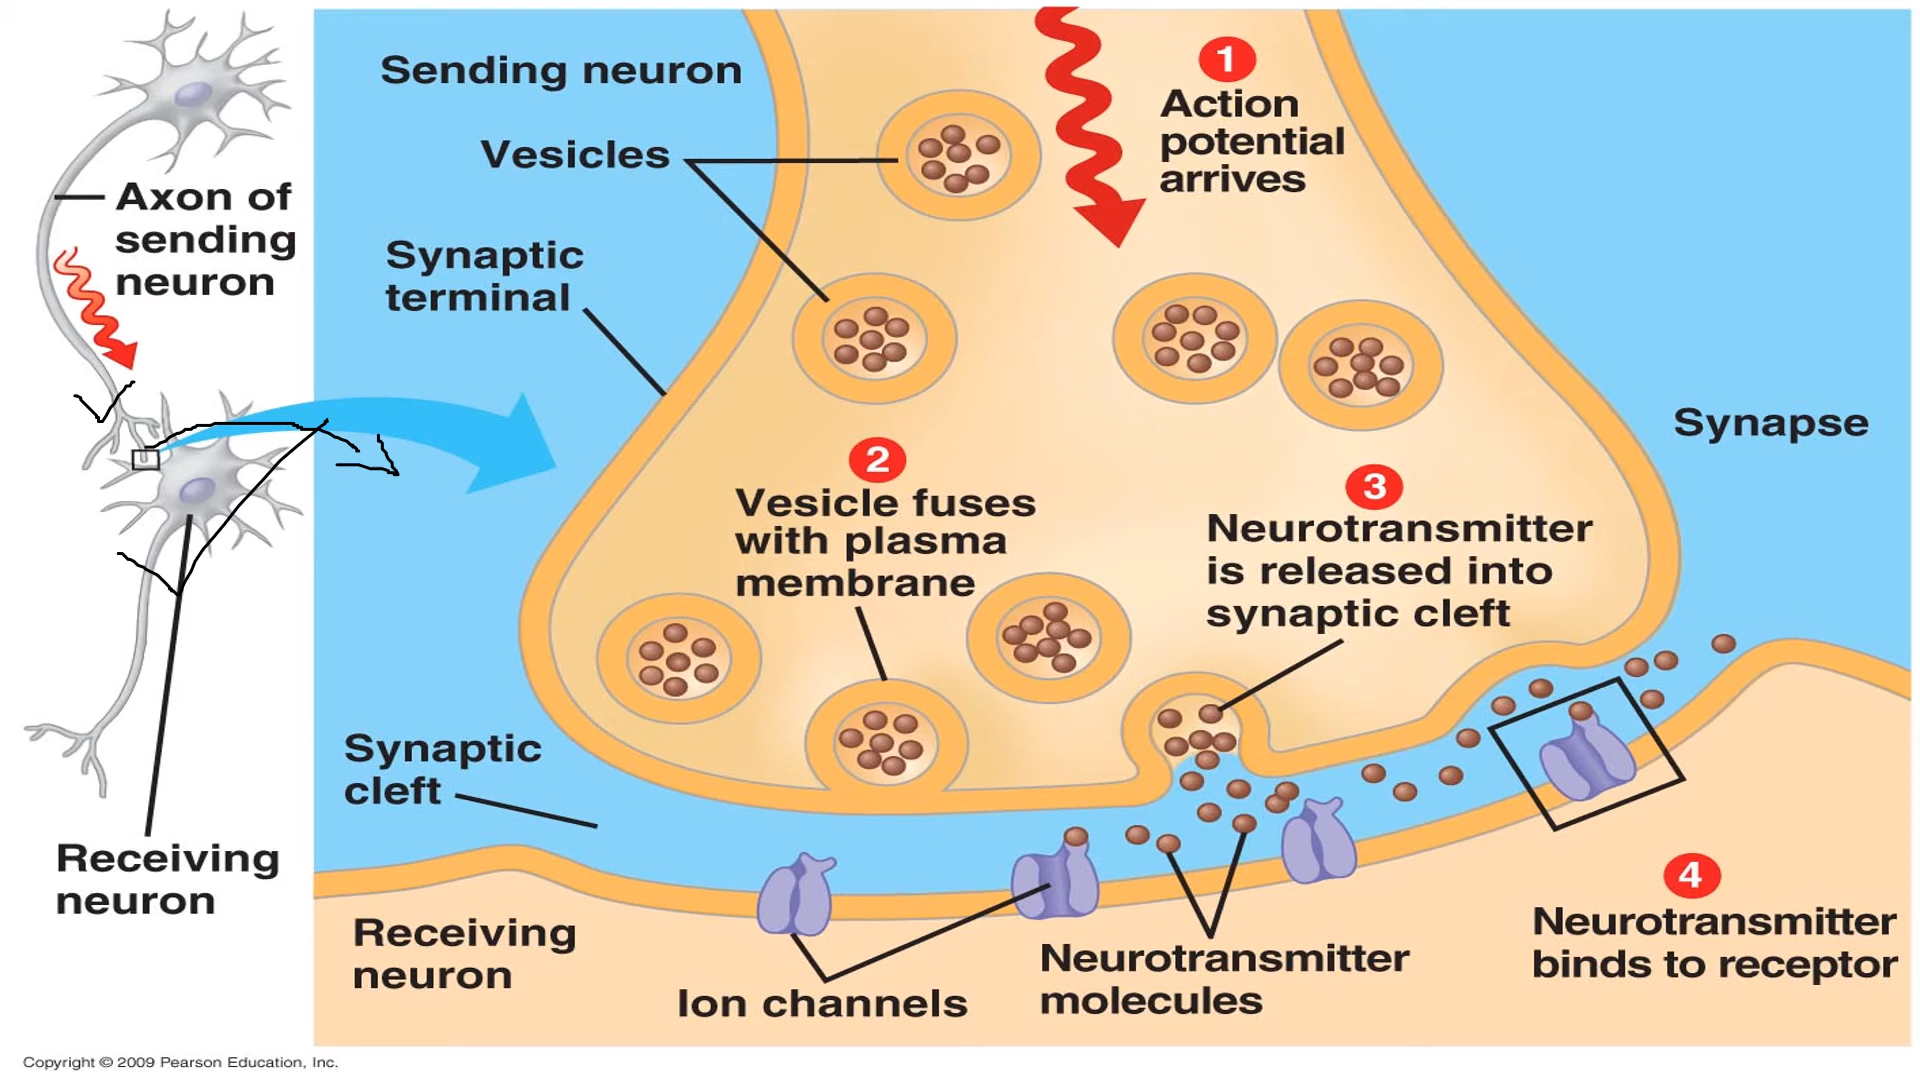 Sending neuron
Vesicles
Synaptic
terminal
1
Action
potential
arrives
Axon of
sending
neuron
Synapse
2
Vesicle fuses
with plasma
membrane
3
Neurotransmitter
is released into
synaptic cleft
Synaptic
cleft
Receiving
neuron
Receiving
neuron
Ion channels
Neurotransmitter
molecules
4
Neurotransmitter
binds to receptor
Copyright © 2009 Pearson Education, Inc.